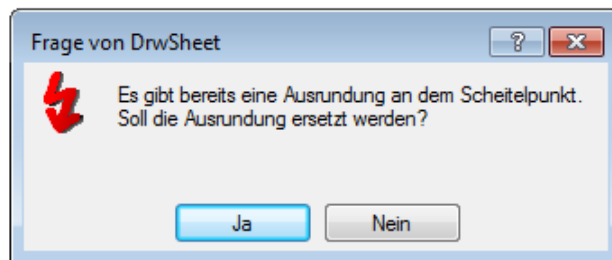 Frage von DrwSheet
?
Es gibt bereits eine Ausrundung an dem Scheitelpunkt.
Soll die Ausrundung ersetzt werden?
Ja
Nein